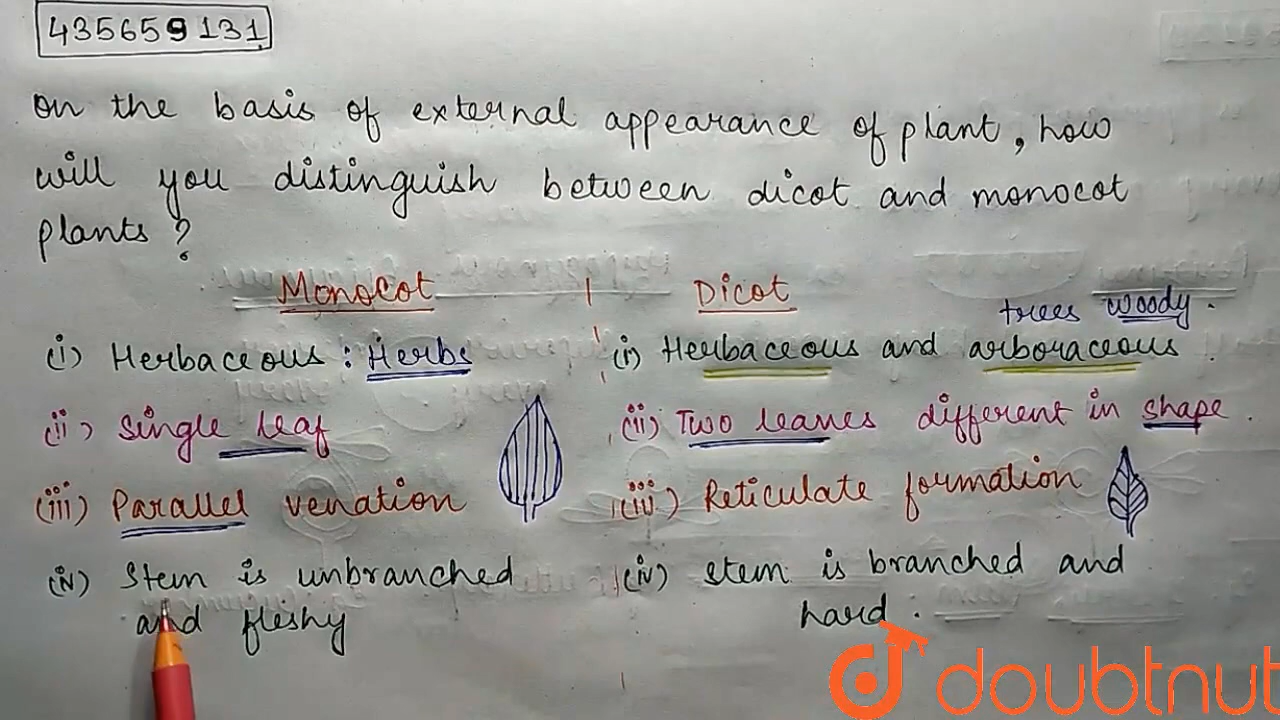 435659131
on the basis of external appearance of plant, how
will you distinguish between dicot and monocot
plants?
Monocot | Dicot
trees woody.
(i) Herbaceous : Herbs
(i) Herbaceous and arboraceous.
(ii) Single leaf
(ii) Two leaves different in shape.
(iii) Parallel venation
(iii) Reticulate formation
(iv) Stem is unbranched
and fleshy
(iv) stem is branched and
hard.
doubtnut